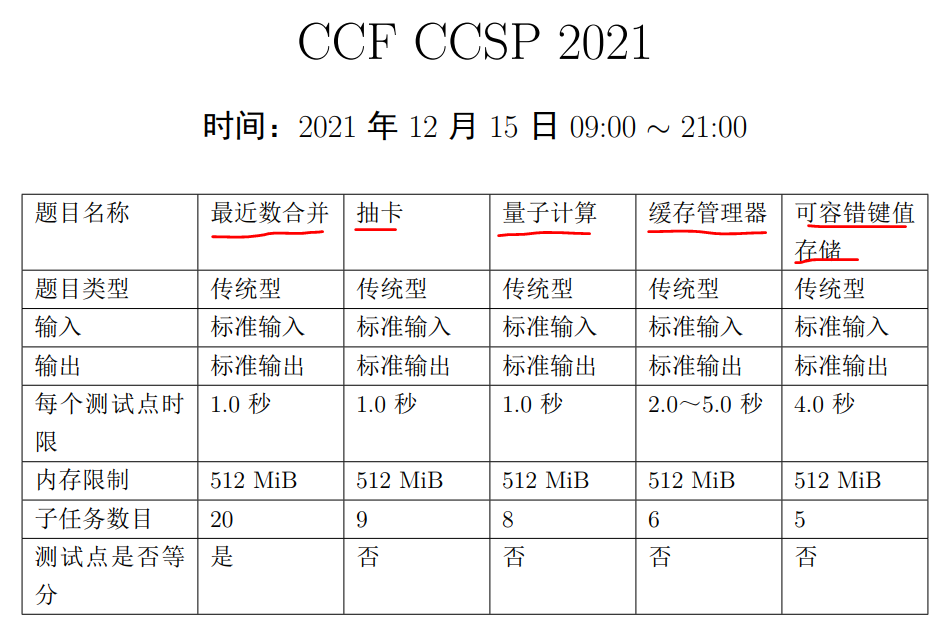 CCF CCSP 2021
时间：2021 年 12 月 15 日 09:00 ∼ 21:00
题目名称 最近数合并 抽卡 量子计算 缓存管理器 可容错键值
存储
题目类型 传统型 传统型 传统型 传统型 传统型
输入 标准输入 标准输入 标准输入 标准输入 标准输入
输出 标准输出 标准输出 标准输出 标准输出 标准输出
每个测试点时 1.0 秒 1.0 秒 1.0 秒 2.0∼5.0 秒 4.0 秒
限
内存限制 512 MiB 512 MiB 512 MiB 512 MiB 512 MiB
子任务数目 20 9 8 6 5
测试点是否等 是 否 否 否 否
分